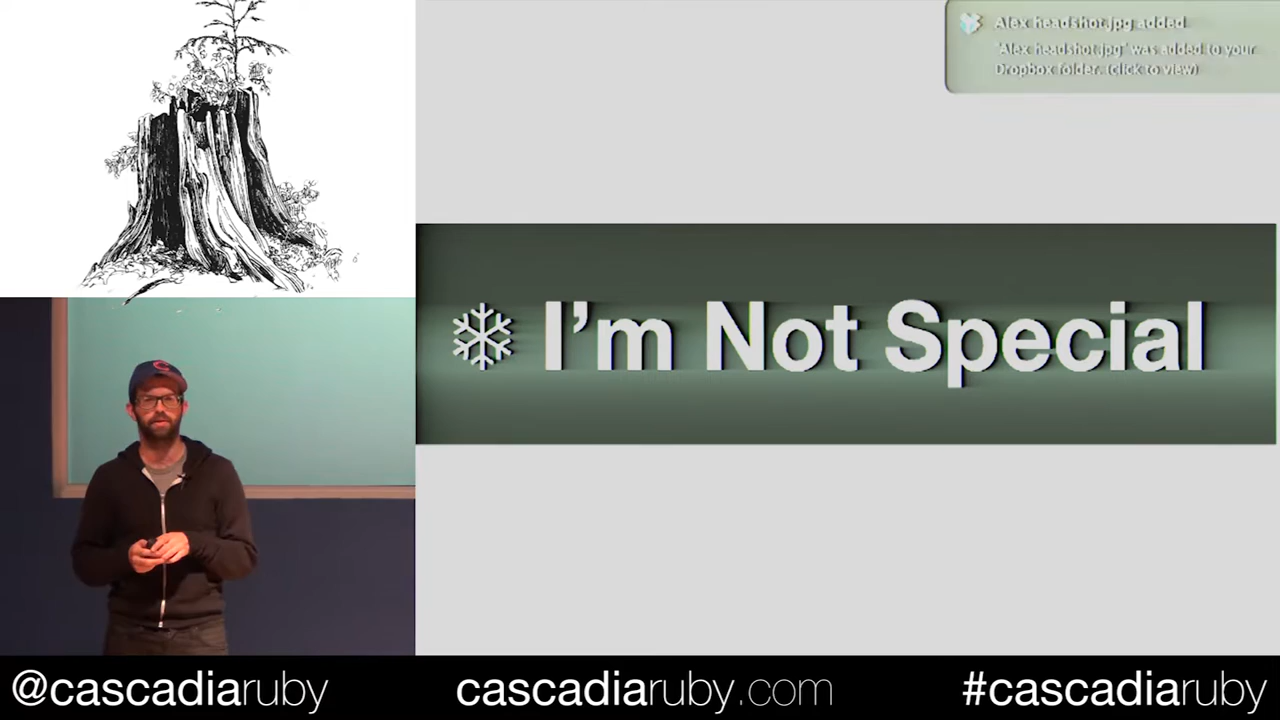 Alex headshot.jpg added.
'Alex headshot.jpg' was added to your
Dropbox folder. (click to view)
❄ I'm Not Special
@cascadiaruby
cascadiaruby.com
#cascadiaruby